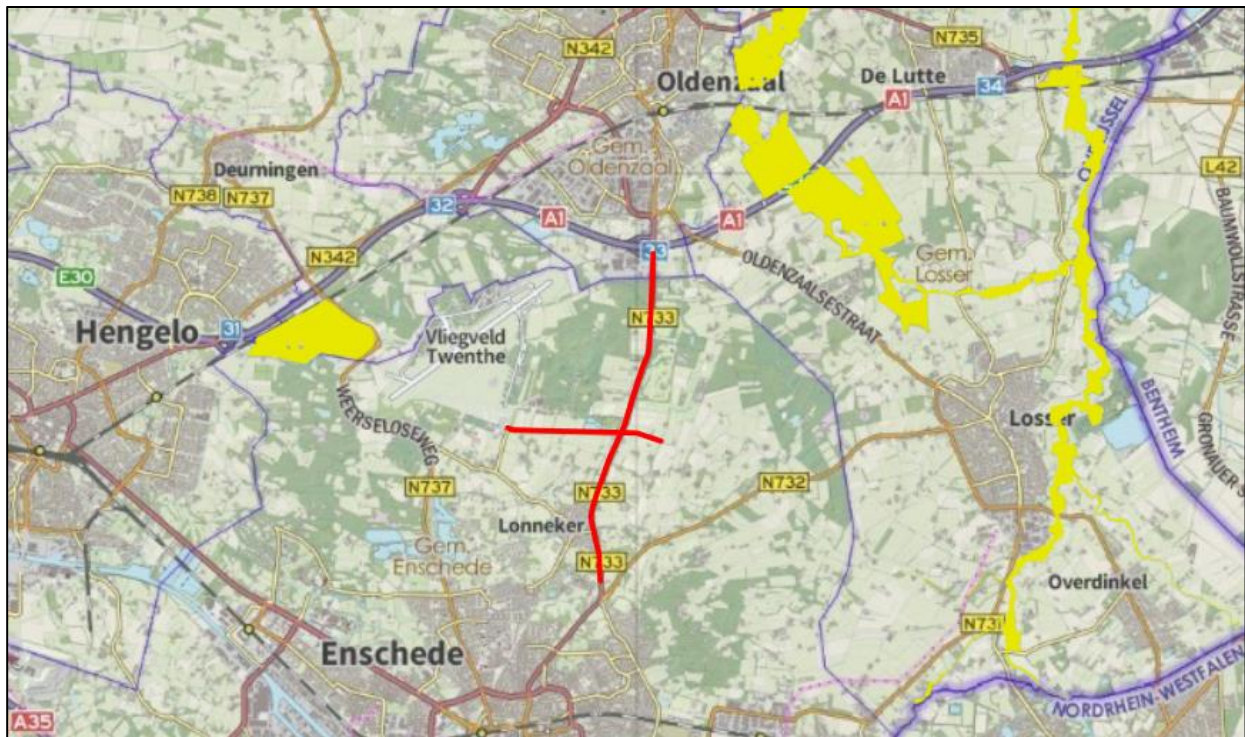 N342
N735
Oldenzaal
De Lutte
34
A1
L42
Gem.
Oldenzaal
Deurningen
N738
N737
32
A1
A1
33
N342
E30
BAUMWOLLSTRASSE
OLDENZAALSESTRAAT
Gem.
Losser
N733
Hengelo
31
Vliegveld
Twenthe
WEERSELOSEWEG
Losser
BENTHEIM
N737
N733
N732
Lonneker
Gem.
Enschede
N733
Overdinkel
N731
Enschede
NORDRHEIN-WESTFALEN
A35